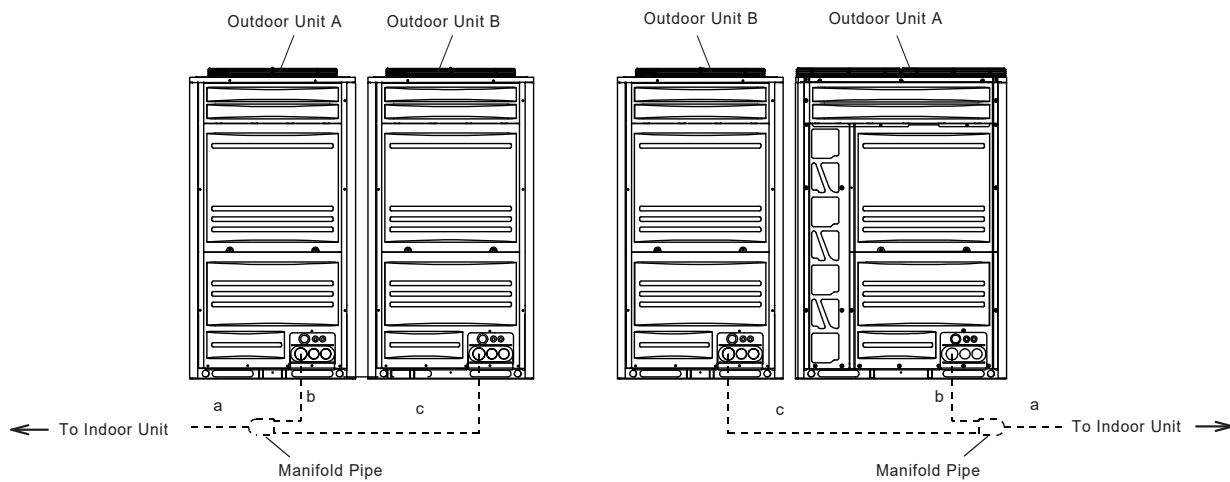 Outdoor Unit A
Outdoor Unit B
Outdoor Unit B
Outdoor Unit A
a
b
c
To Indoor Unit
Manifold Pipe
c
b
a
To Indoor Unit
Manifold Pipe